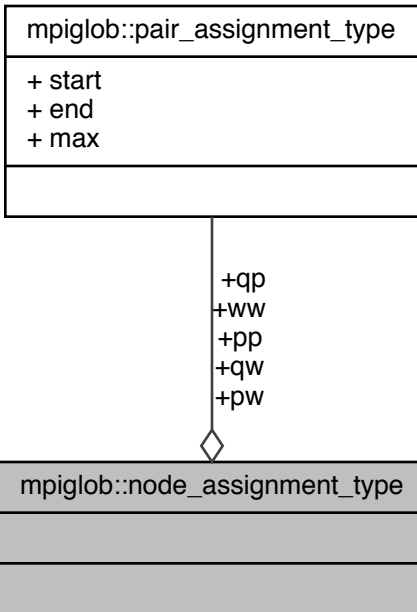 mpiglob::pair_assignment_type
+ start
+ end
+ max
+qp
+ww
+pp
+qw
+pw
mpiglob::node_assignment_type